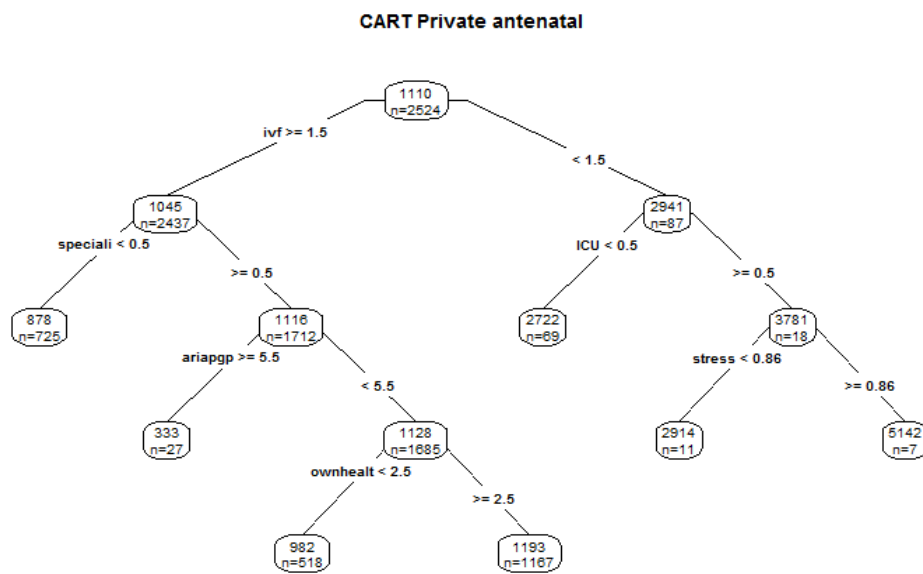 CART Private antenatal
1110
n=2524
ivf >= 1.5
< 1.5
1045
n=2437
2941
n=87
speciali < 0.5
>= 0.5
ICU < 0.5
>= 0.5
878
n=725
1116
n=1712
2722
n=69
3781
n=18
ariapgp >= 5.5
< 5.5
stress < 0.86
>= 0.86
333
n=27
1128
n=1685
2914
n=11
5142
n=7
ownhealt < 2.5
>= 2.5
982
n=518
1193
n=1167